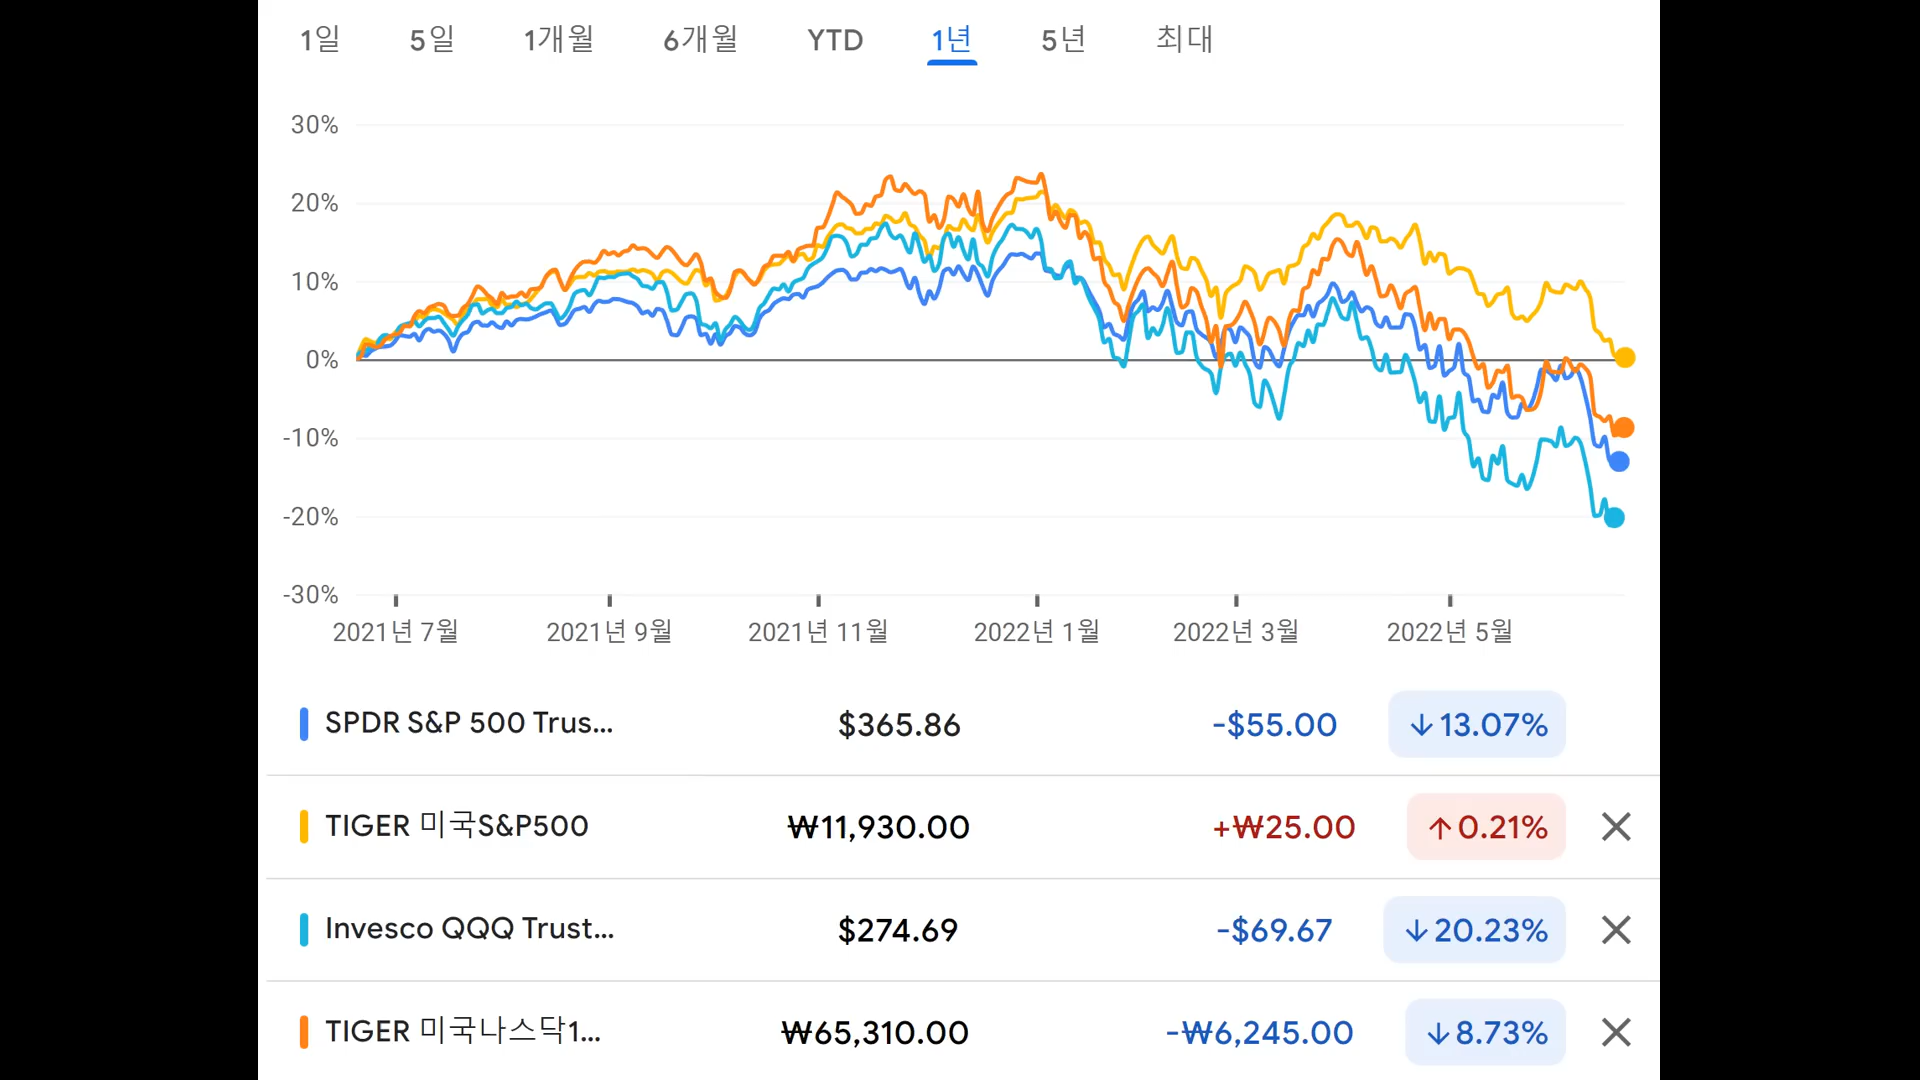 1일 5일 1개월 6개월 YTD 1년 5년 최대
30%
20%
10%
0%
-10%
-20%
-30%
2021년 7월 2021년 9월 2021년 11월 2022년 1월 2022년 3월 2022년 5월
SPDR S&P 500 Trus... $365.86 -$55.00 ↓13.07%
TIGER 미국S&P500 ₩11,930.00 +₩25.00 ↑0.21%
Invesco QQQ Trust... $274.69 -$69.67 ↓20.23%
TIGER 미국나스닥1... ₩65,310.00 -₩6,245.00 ↓8.73%